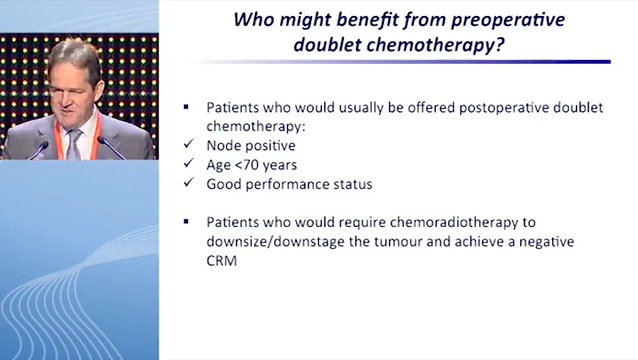 Who might benefit from preoperative
doublet chemotherapy?
▪ Patients who would usually be offered postoperative doublet
chemotherapy:
✓ Node positive
✓ Age <70 years
✓ Good performance status
▪ Patients who would require chemoradiotherapy to
downsize/downstage the tumour and achieve a negative
CRM